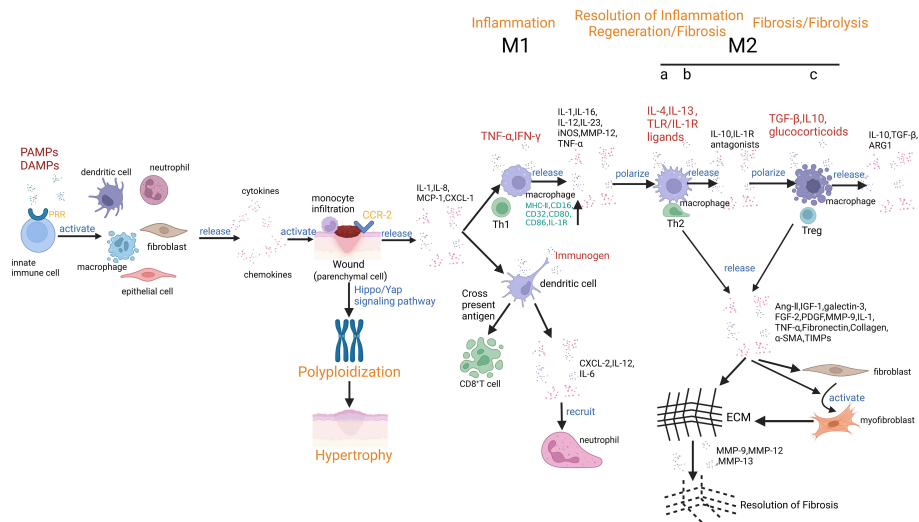 Inflammation
M1
Resolution of Inflammation
Regeneration/Fibrosis
Fibrosis/Fibrolysis
M2
a
b
c
PAMPs
DAMPs
PRR
innate
immune cell
activate
dendritic cell
neutrophil
macrophage
fibroblast
epithelial cell
release
cytokines
chemokines
activate
monocyte
infiltration
CCR-2
Wound
(parenchymal cell)
release
IL-1,IL-8,
MCP-1,CXCL-1
Hippo/Yap
signaling pathway
Polyploidization
Hypertrophy
TNF-α,IFN-γ
Th1
macrophage
MHC-II,CD16,
CD32,CD80,
CD86,IL-1R
release
IL-1,IL-16,
IL-12,IL-23,
iNOS,MMP-12,
TNF-α
Immunogen
dendritic cell
Cross
present
antigen
CD8+T cell
CXCL-2,IL-12,
IL-6
recruit
neutrophil
polarize
IL-4,IL-13,
TLR/IL-1R
ligands
macrophage
Th2
release
IL-10,IL-1R
antagonists
polarize
TGF-β,IL10,
glucocorticoids
macrophage
Treg
release
IL-10,TGF-β,
ARG1
release
Ang-II,IGF-1,galectin-3,
FGF-2,PDGF,MMP-9,IL-1,
TNF-α,Fibronectin,Collagen,
α-SMA,TIMPs
fibroblast
activate
myofibroblast
ECM
MMP-9,MMP-12
,MMP-13
Resolution of Fibrosis